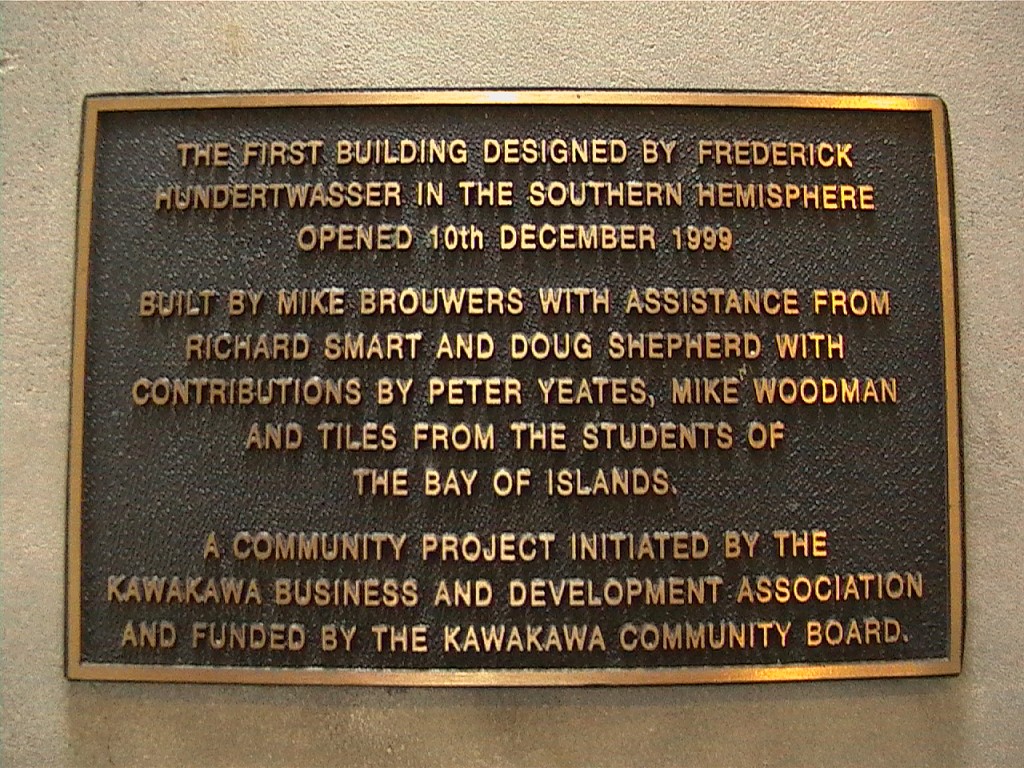 THE FIRST BUILDING DESIGNED BY FREDERICK
HUNDERTWASSER IN THE SOUTHERN HEMISPHERE
OPENED 10th DECEMBER 1999
BUILT BY MIKE BROUWERS WITH ASSISTANCE FROM
RICHARD SMART AND DOUG SHEPHERD WITH
CONTRIBUTIONS BY PETER YEATES, MIKE WOODMAN
AND TILES FROM THE STUDENTS OF
THE BAY OF ISLANDS.
A COMMUNITY PROJECT INITIATED BY THE
KAWAKAWA BUSINESS AND DEVELOPMENT ASSOCIATION
AND FUNDED BY THE KAWAKAWA COMMUNITY BOARD.